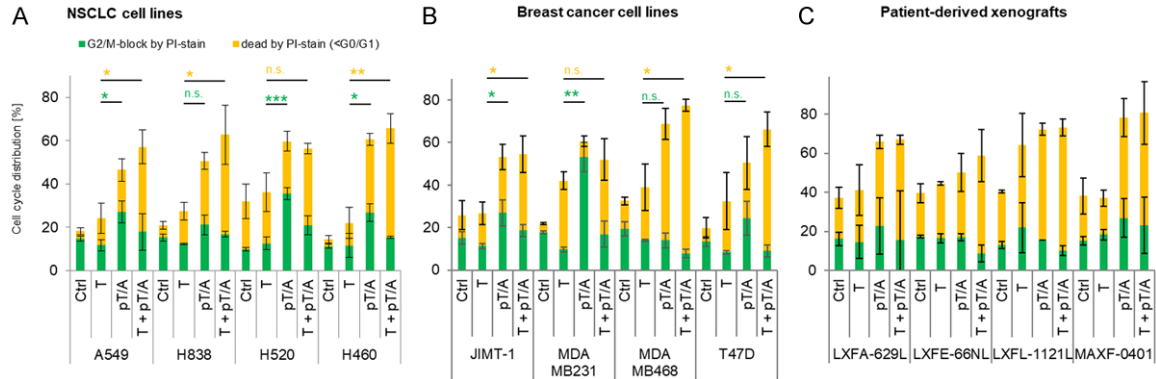 A NSCLC cell lines
G2/M-block by PI-stain dead by PI-stain (<G0/G1)
Cell cycle distribution [%]
80
60
40
20
0
* * n.s. **
* n.s. *** *
Ctrl T pT/A T + pT/A Ctrl T pT/A T + pT/A Ctrl T pT/A T + pT/A Ctrl T pT/A T + pT/A
A549 H838 H520 H460
B Breast cancer cell lines
80
60
40
20
0
* n.s. * *
* ** n.s. n.s.
Ctrl T pT/A T + pT/A Ctrl T pT/A T + pT/A Ctrl T pT/A T + pT/A Ctrl T pT/A T + pT/A
JIMT-1 MDA MDA T47D
MB231 MB468
C Patient-derived xenografts
80
60
40
20
0
Ctrl T pT/A T + pT/A Ctrl T pT/A T + pT/A Ctrl T pT/A T + pT/A Ctrl T pT/A T + pT/A
LXFA-629L LXFE-66NL LXFL-1121L MAXF-0401